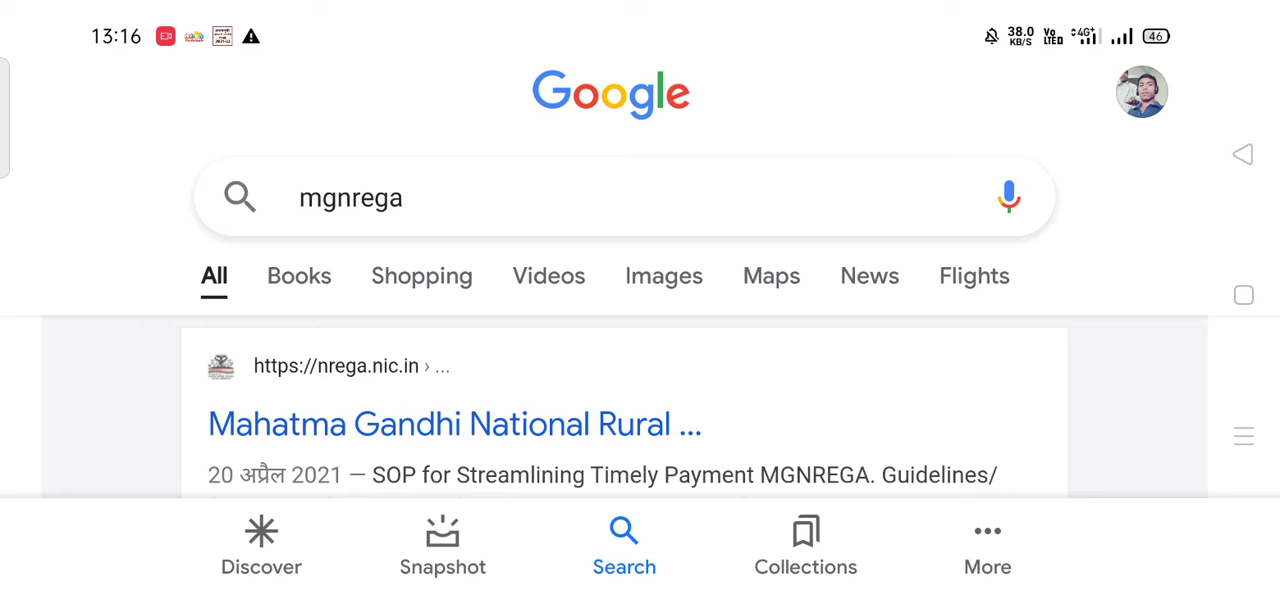 13:16 38.0 KB/S Vo LTED 4G+ 46
Google
mgnrega
All Books Shopping Videos Images Maps News Flights
https://nrega.nic.in › ...
Mahatma Gandhi National Rural ...
20 अप्रैल 2021 — SOP for Streamlining Timely Payment MGNREGA. Guidelines/
Discover Snapshot Search Collections More